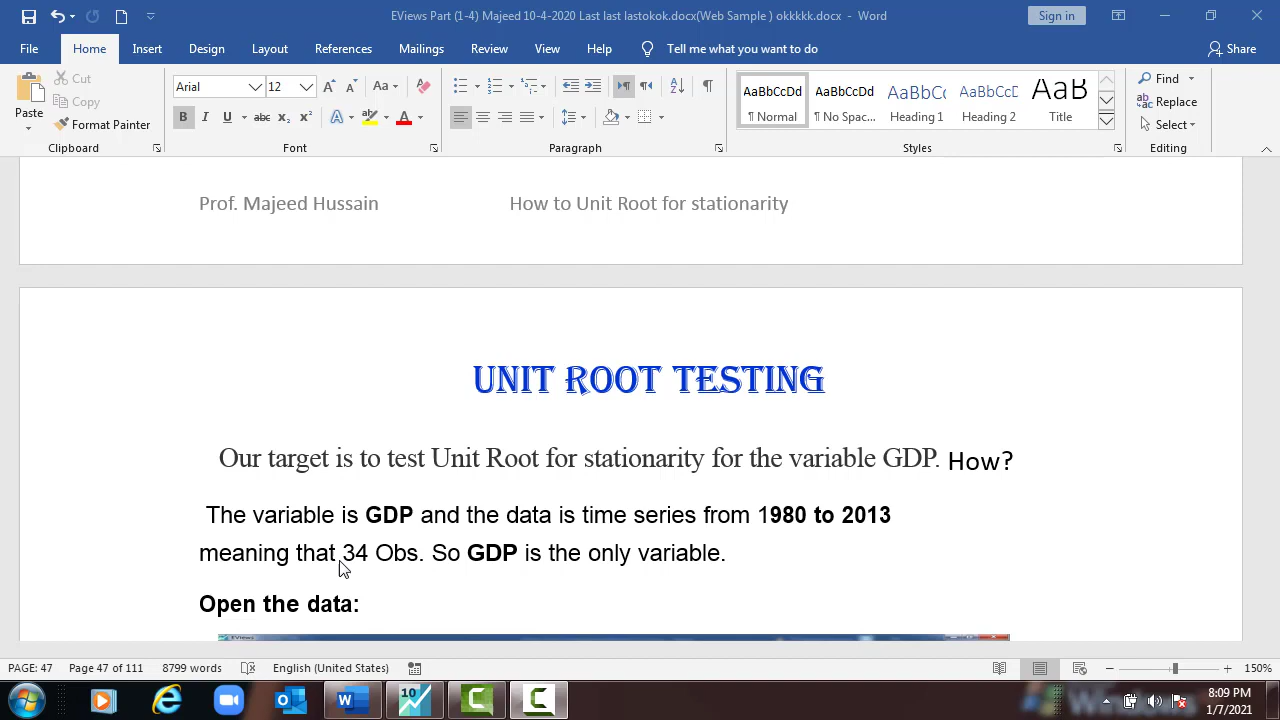 EViews Part (1-4) Majeed 10-4-2020 Last last lastokok.docx(Web Sample ) okkkkk.docx - Word
Sign in
File Home Insert Design Layout References Mailings Review View Help Tell me what you want to do Share
Paste
Cut
Copy
Format Painter
Clipboard
Arial 12
Font
Paragraph
AaBbCcDd AaBbCcDd AaBbCc AaBbCcD AaB
¶ Normal ¶ No Spac... Heading 1 Heading 2 Title
Styles
Find
Replace
Select
Editing
Prof. Majeed Hussain How to Unit Root for stationarity
UNIT ROOT TESTING
Our target is to test Unit Root for stationarity for the variable GDP. How?
The variable is GDP and the data is time series from 1980 to 2013
meaning that 34 Obs. So GDP is the only variable.
Open the data:
EViews
PAGE: 47 Page 47 of 111 8799 words English (United States) 150%
8:09 PM
1/7/2021